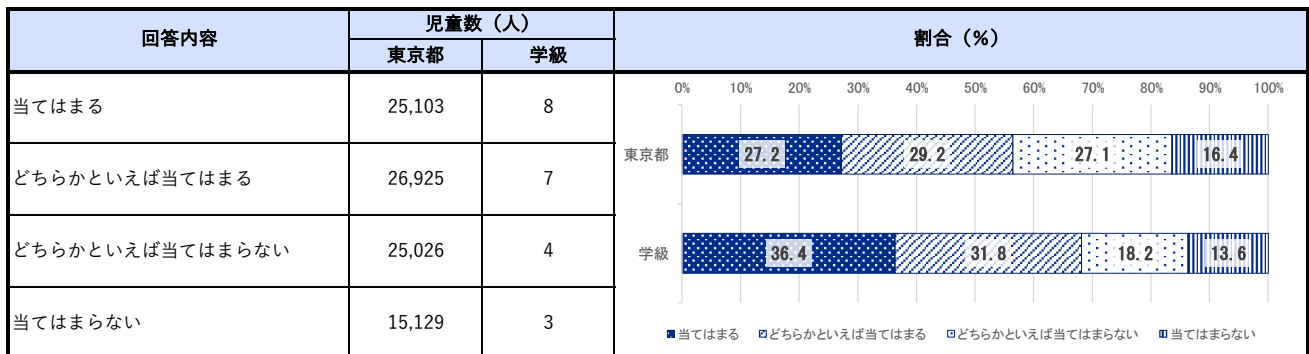 回答内容 児童数（人） 割合（％）
東京都 学級
当てはまる 25,103 8
どちらかといえば当てはまる 26,925 7
どちらかといえば当てはまらない 25,026 4
当てはまらない 15,129 3
0% 10% 20% 30% 40% 50% 60% 70% 80% 90% 100%
東京都 27.2 29.2 27.1 16.4
学級 36.4 31.8 18.2 13.6
当てはまる どちらかといえば当てはまる どちらかといえば当てはまらない 当てはまらない